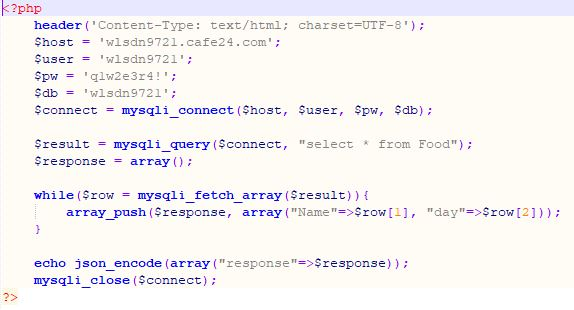 <?php
header('Content-Type: text/html; charset=UTF-8');
$host = 'wlsdn9721.cafe24.com';
$user = 'wlsdn9721';
$pw = 'qlw2e3r4!';
$db = 'wlsdn9721';
$connect = mysqli_connect($host, $user, $pw, $db);
$result = mysqli_query($connect, "select * from Food");
$response = array();
while($row = mysqli_fetch_array($result)){
array_push($response, array("Name"=>$row[1], "day"=>$row[2]));
}
echo json_encode(array("response"=>$response));
mysqli_close($connect);
?>